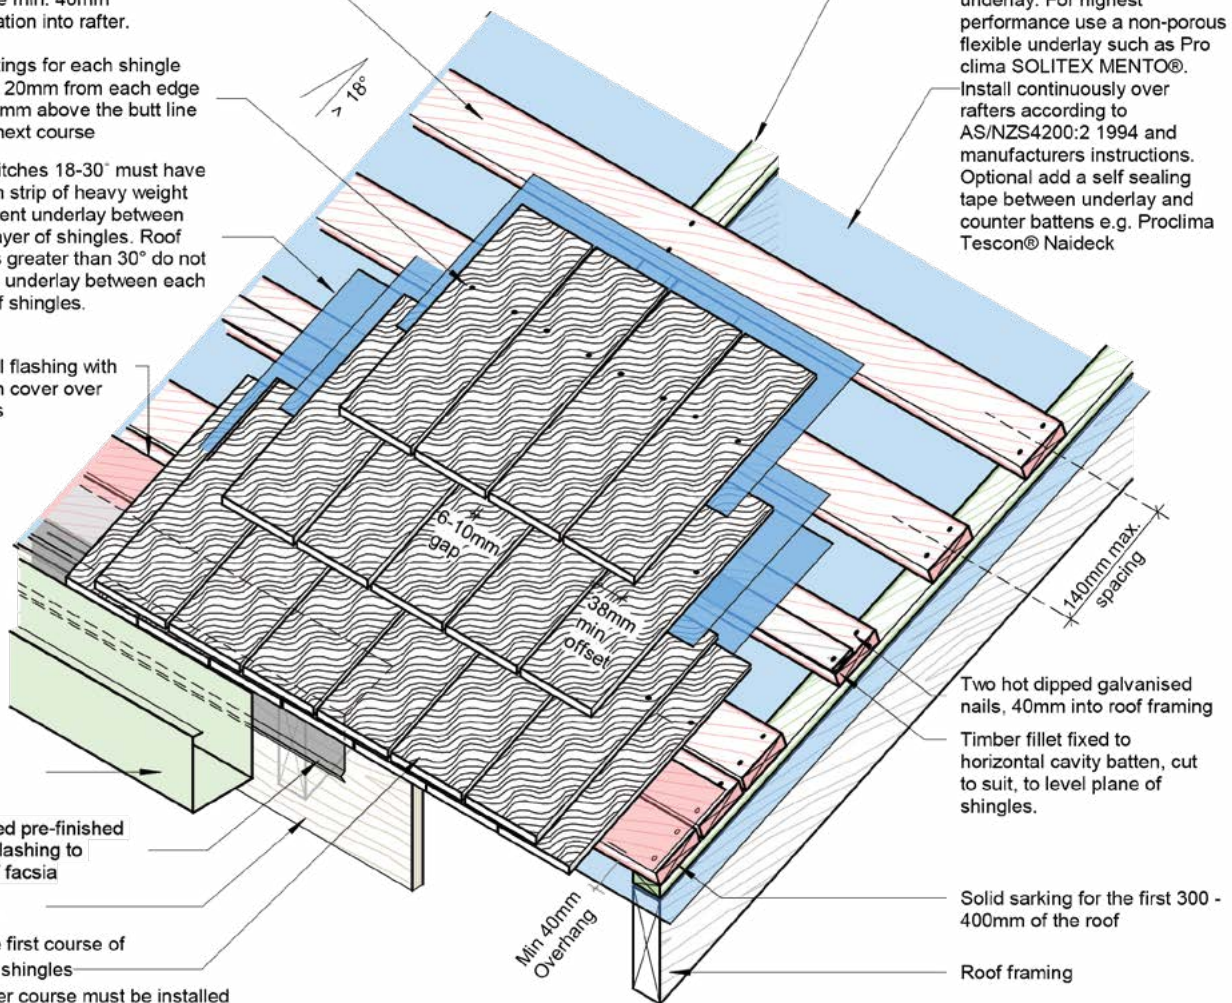 min. 40mm
ation into rafter.
ings for each shingle
20mm from each edge
mm above the butt line
next course
itches 18-30° must have
strip of heavy weight
ent underlay between
ayer of shingles. Roof
s greater than 30° do not
underlay between each
f shingles.
l flashing with
cover over
s
ed pre-finished
lashing to
facsia
first course of
shingles
er course must be installed
> 18°
underlay. For highest
performance use a non-porous
flexible underlay such as Pro
clima SOLITEX MENTO®.
Install continuously over
rafters according to
AS/NZS4200:2 1994 and
manufacturers instructions.
Optional add a self sealing
tape between underlay and
counter battens e.g. Proclima
Tescon® Naideck
6-10mm
gap
38mm
min/
offset
140mm max.
spacing
Two hot dipped galvanised
nails, 40mm into roof framing
Timber fillet fixed to
horizontal cavity batten, cut
to suit, to level plane of
shingles.
Solid sarking for the first 300 -
400mm of the roof
Roof framing
Min 40mm
Overhang